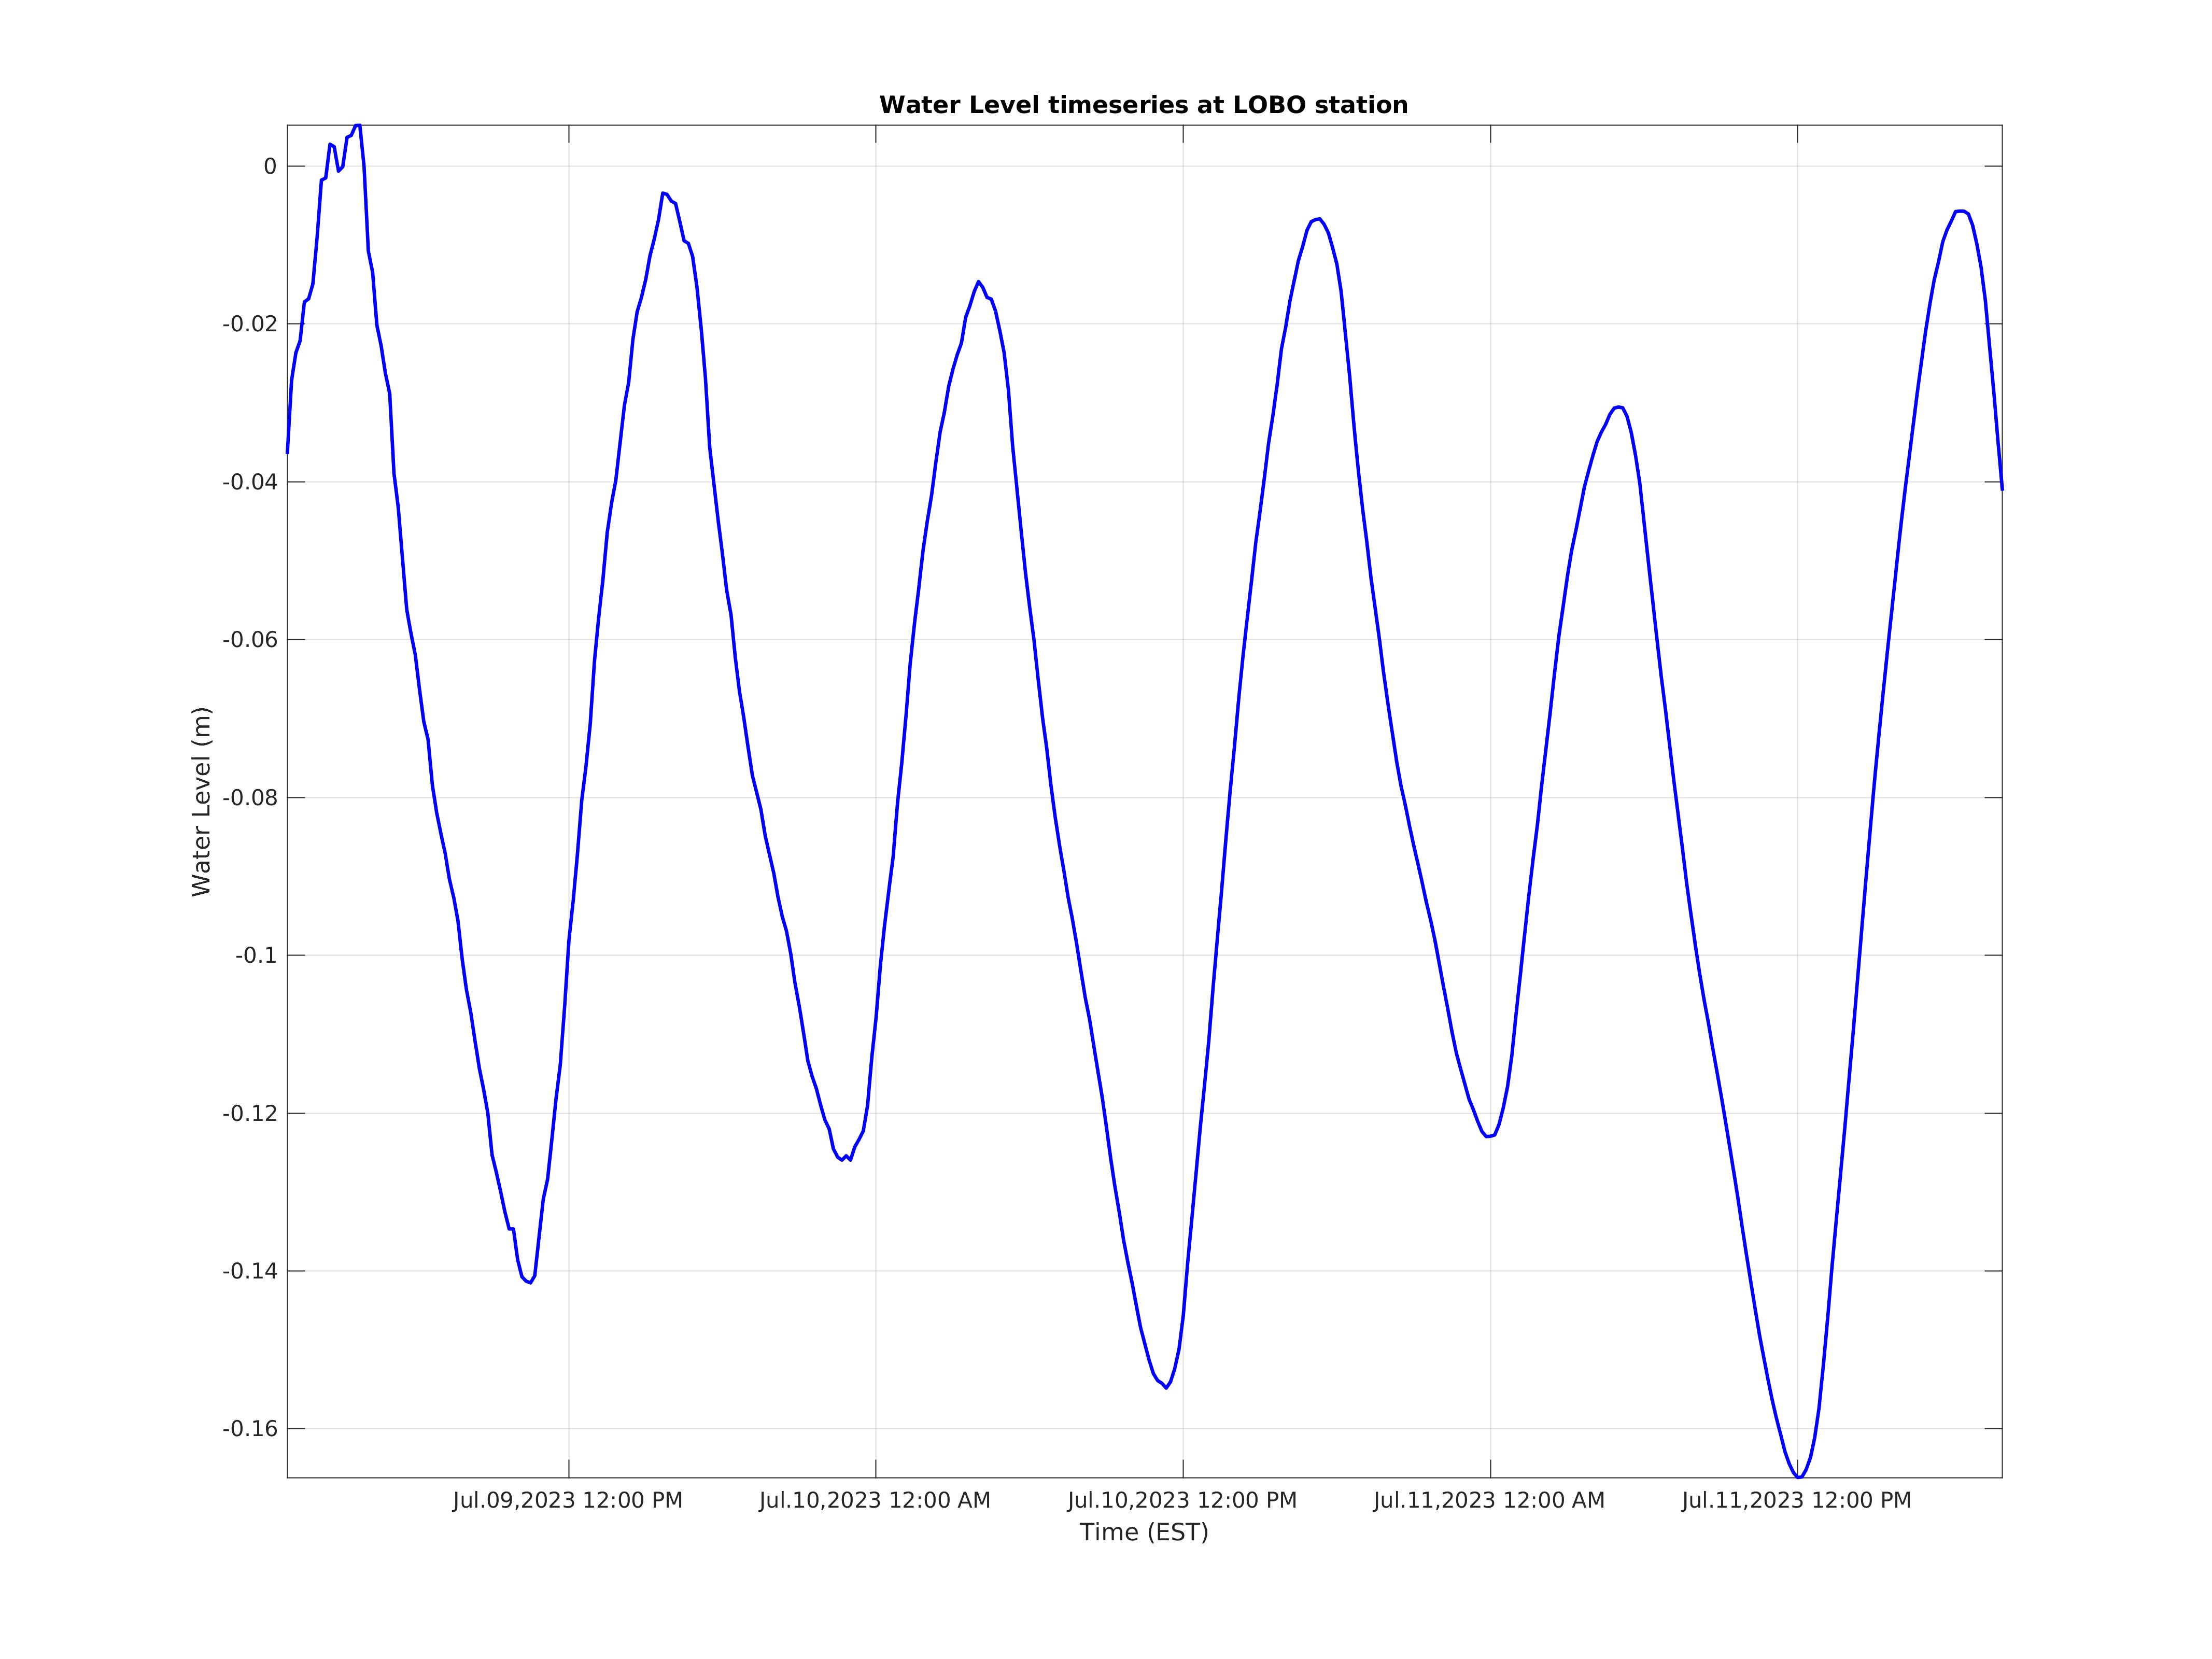 Water Level timeseries at LOBO station
0
-0.02
-0.04
-0.06
-0.08
-0.1
-0.12
-0.14
-0.16
Water Level (m)
Jul.09,2023 12:00 PM
Jul.10,2023 12:00 AM
Jul.10,2023 12:00 PM
Jul.11,2023 12:00 AM
Jul.11,2023 12:00 PM
Time (EST)